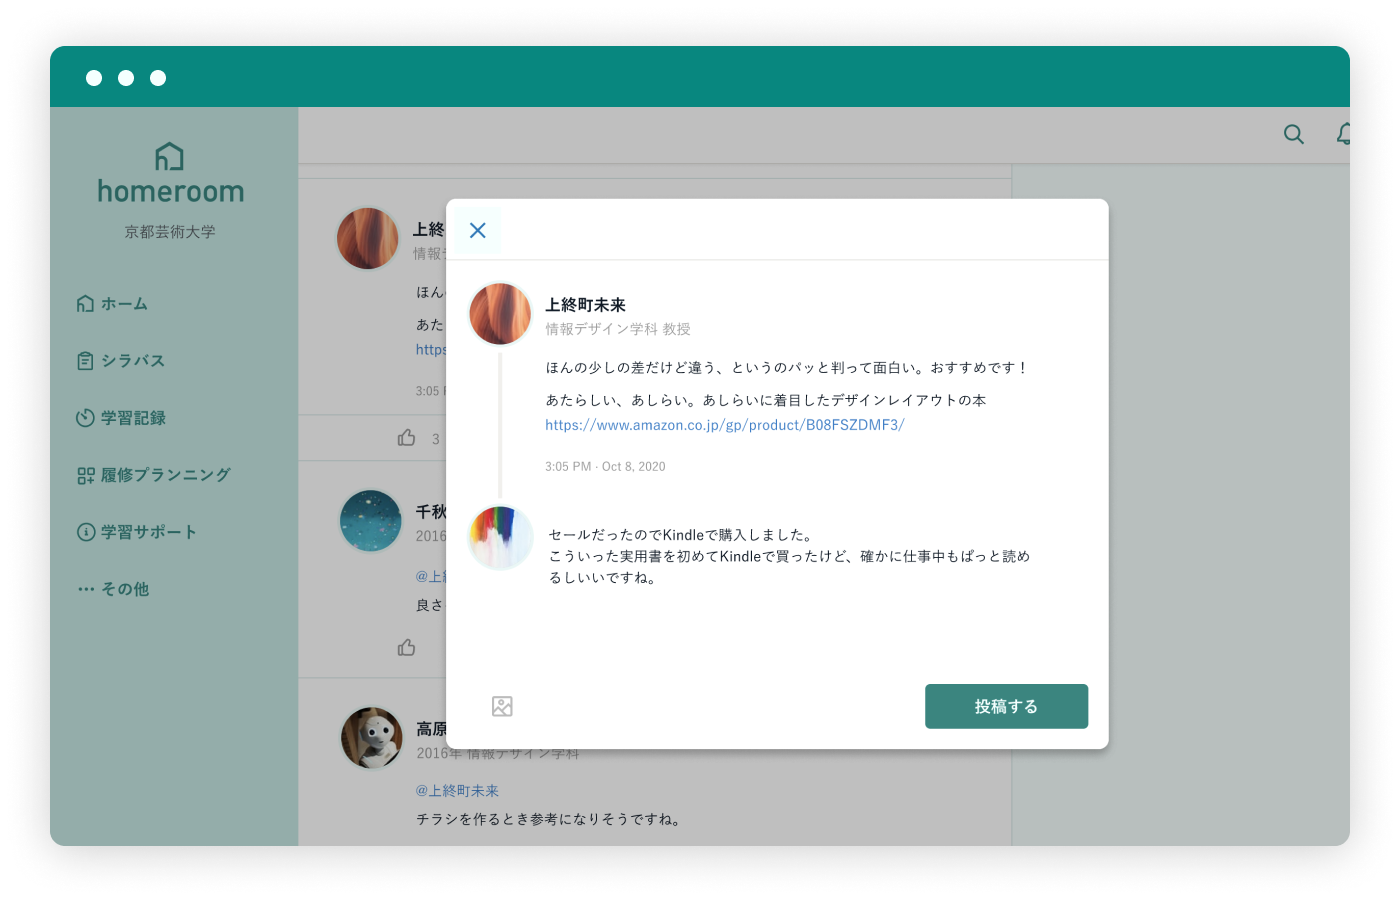 homeroom
京都芸術大学
ホーム
シラバス
学習記録
履修プランニング
学習サポート
その他
上終
情報
ほん
あた
https
3:05
3
千秋
2016
@上
良さ
高原
2016年 情報デザイン学科
@上終町未来
チラシを作るとき参考になりそうですね。
上終町未来
情報デザイン学科 教授
ほんの少しの差だけど違う、というのパッと判って面白い。おすすめです！
あたらしい、あしらい。あしらいに着目したデザインレイアウトの本
https://www.amazon.co.jp/gp/product/B08FSZDMF3/
3:05 PM · Oct 8, 2020
セールだったのでKindleで購入しました。
こういった実用書を初めてKindleで買ったけど、確かに仕事中もぱっと読め
るしいいですね。
投稿する